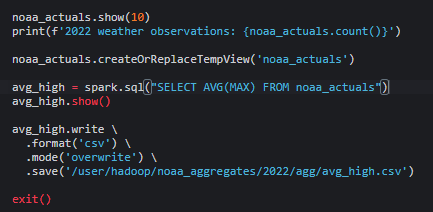 noaa_actuals.show(10)
print(f'2022 weather observations: {noaa_actuals.count()}')
noaa_actuals.createOrReplaceTempView('noaa_actuals')
avg_high = spark.sql("SELECT AVG(MAX) FROM noaa_actuals")
avg_high.show()
avg_high.write \
.format('csv') \
.mode('overwrite') \
.save('/user/hadoop/noaa_aggregates/2022/agg/avg_high.csv')
exit()